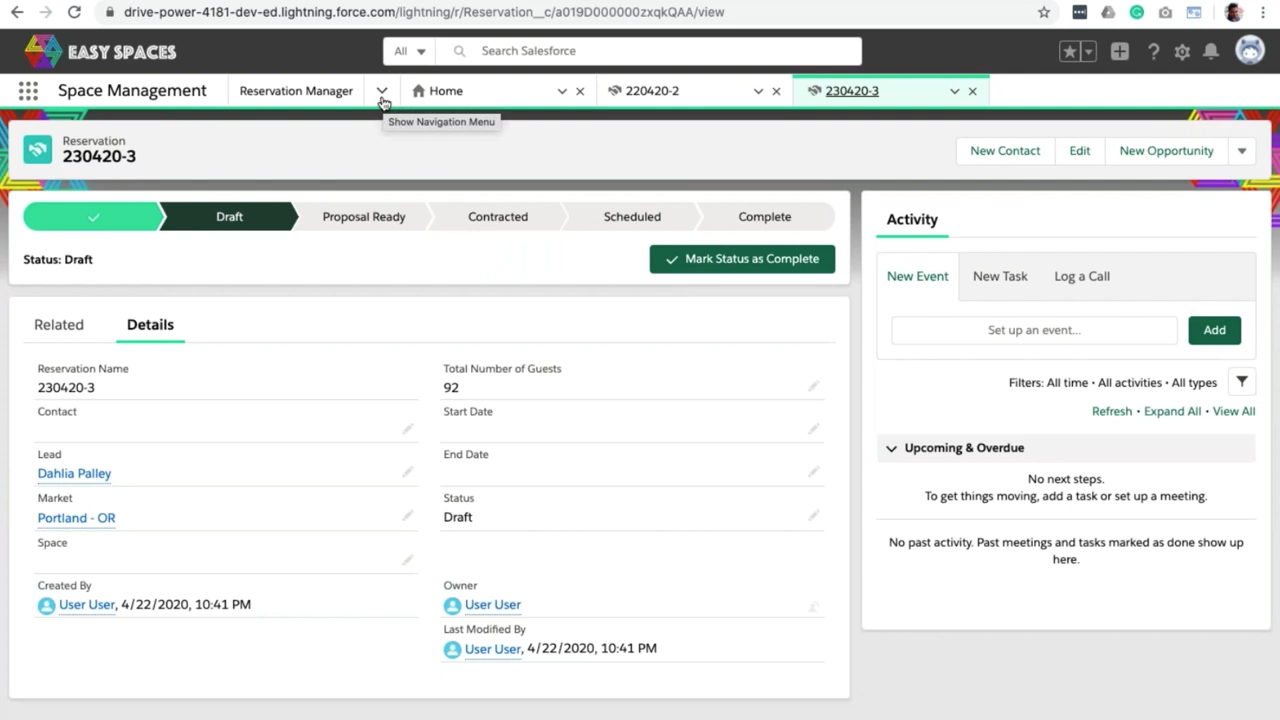 drive-power-4181-dev-ed.lightning.force.com/lightning/r/Reservation__c/a019D000000zxqkQAA/view
EASY SPACES
All
Search Salesforce
Space Management
Reservation Manager
Home
220420-2
230420-3
Show Navigation Menu
Reservation
230420-3
New Contact
Edit
New Opportunity
Draft
Proposal Ready
Contracted
Scheduled
Complete
Status: Draft
Mark Status as Complete
Related
Details
Reservation Name
230420-3
Total Number of Guests
92
Contact
Start Date
Lead
Dahlia Palley
End Date
Market
Portland - OR
Status
Draft
Space
Created By
User User, 4/22/2020, 10:41 PM
Owner
User User
Last Modified By
User User, 4/22/2020, 10:41 PM
Activity
New Event
New Task
Log a Call
Set up an event...
Add
Filters: All time • All activities • All types
Refresh • Expand All • View All
Upcoming & Overdue
No next steps.
To get things moving, add a task or set up a meeting.
No past activity. Past meetings and tasks marked as done show up
here.